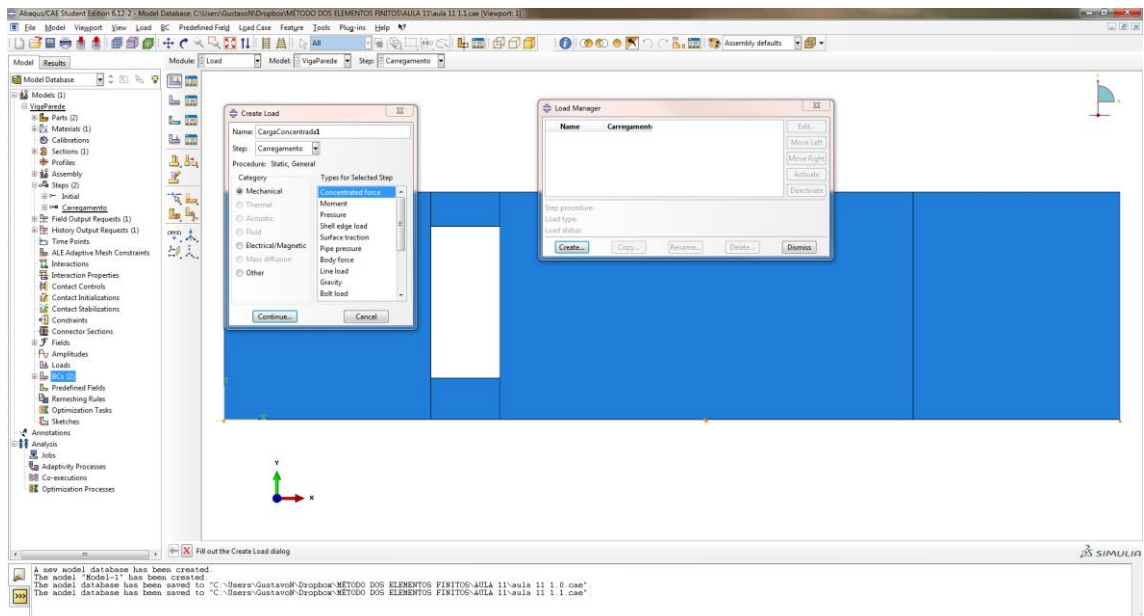 Abaqus/CAE Student Edition 6.12-2 - Model Database: C:\Users\GustavoN\Dropbox\MÉTODO DOS ELEMENTOS FINITOS\AULA 11\aula 11 1.1.cae [Viewport: 1]
File Model Viewport View Load BC Predefined Field Load Case Feature Tools Plug-ins Help
All Assembly defaults
Model Results Module: Load Model: VigaParede Step: Carregamento
Model Database
Models (1)
VigaParede
Parts (2)
Materials (1)
Calibrations
Sections (1)
Profiles
Assembly
Steps (2)
Initial
Carregamento
Field Output Requests (1)
History Output Requests (1)
Time Points
ALE Adaptive Mesh Constraints
Interactions
Interaction Properties
Contact Controls
Contact Initializations
Contact Stabilizations
Constraints
Connector Sections
Fields
Amplitudes
Loads
BCs (2)
Predefined Fields
Remeshing Rules
Optimization Tasks
Sketches
Annotations
Analysis
Jobs
Adaptivity Processes
Co-executions
Optimization Processes
Create Load
Name: CargaConcentrada1
Step: Carregamento
Procedure: Static, General
Category
Mechanical
Thermal
Acoustic
Fluid
Electrical/Magnetic
Mass diffusion
Other
Types for Selected Step
Concentrated force
Moment
Pressure
Shell edge load
Surface traction
Pipe pressure
Body force
Line load
Gravity
Bolt load
Continue... Cancel
Load Manager
Name Carregament
Edit...
Move Left
Move Right
Activate
Deactivate
Step procedure:
Load type:
Load status:
Create... Copy... Rename... Delete... Dismiss
Y
X
Fill out the Create Load dialog
SIMULIA
A new model database has been created.
The model "Model-1" has been created.
The model database has been saved to "C:\Users\GustavoN\Dropbox\MÉTODO DOS ELEMENTOS FINITOS\AULA 11\aula 11 1.0.cae".
The model database has been saved to "C:\Users\GustavoN\Dropbox\MÉTODO DOS ELEMENTOS FINITOS\AULA 11\aula 11 1.1.cae".